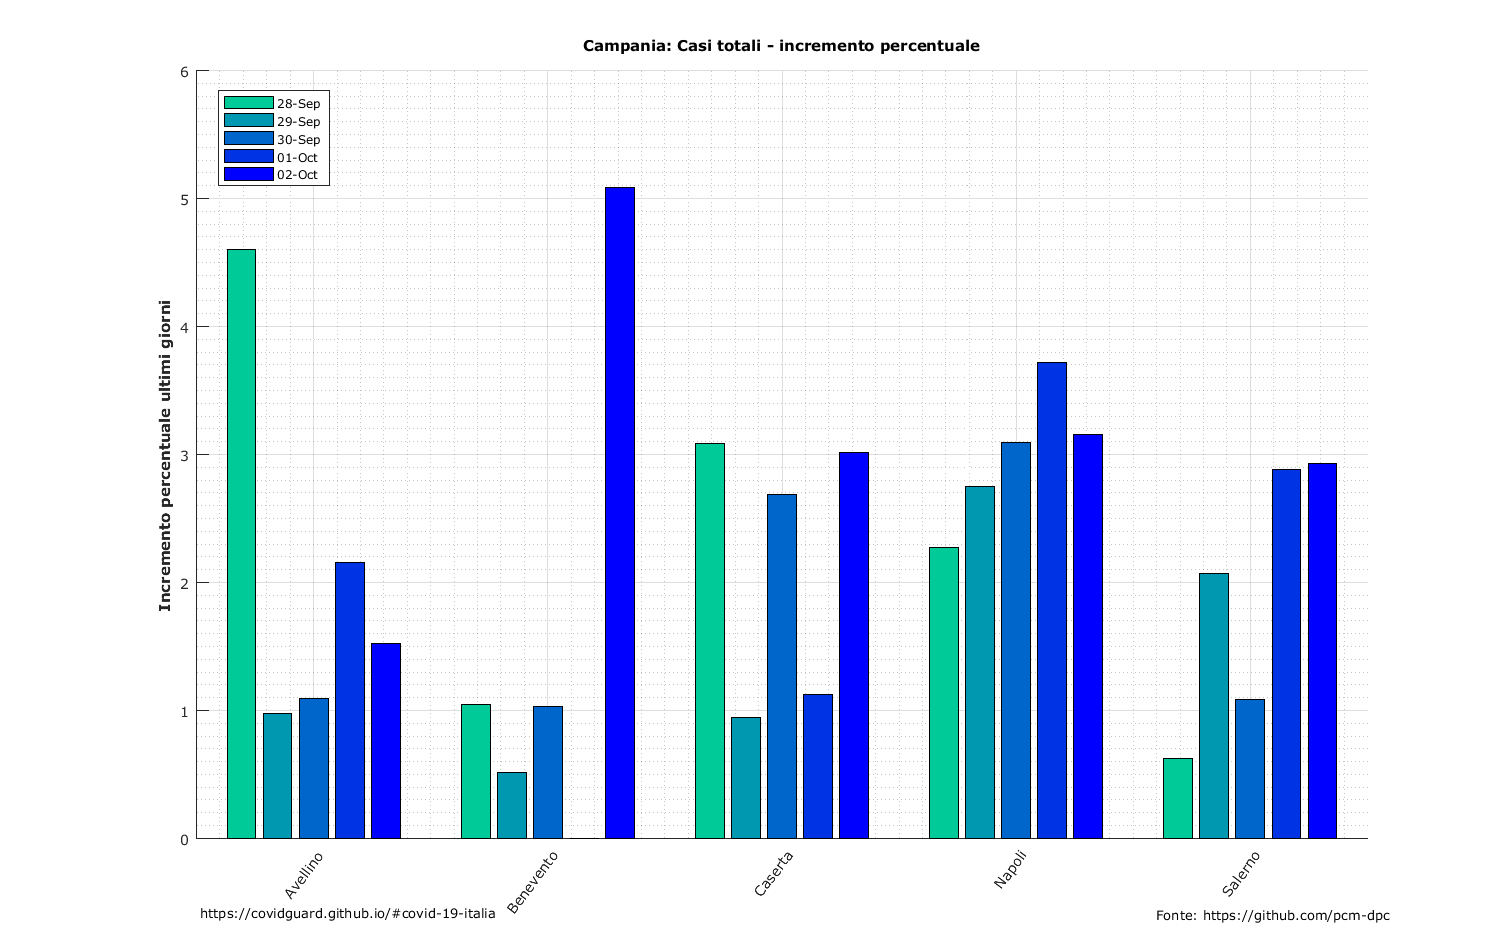 Campania: Casi totali - incremento percentuale
28-Sep
29-Sep
30-Sep
01-Oct
02-Oct
Incremento percentuale ultimi giorni
6
5
4
3
2
1
0
Avellino
Benevento
Caserta
Napoli
Salerno
https://covidguard.github.io/#covid-19-italia
Fonte: https://github.com/pcm-dpc